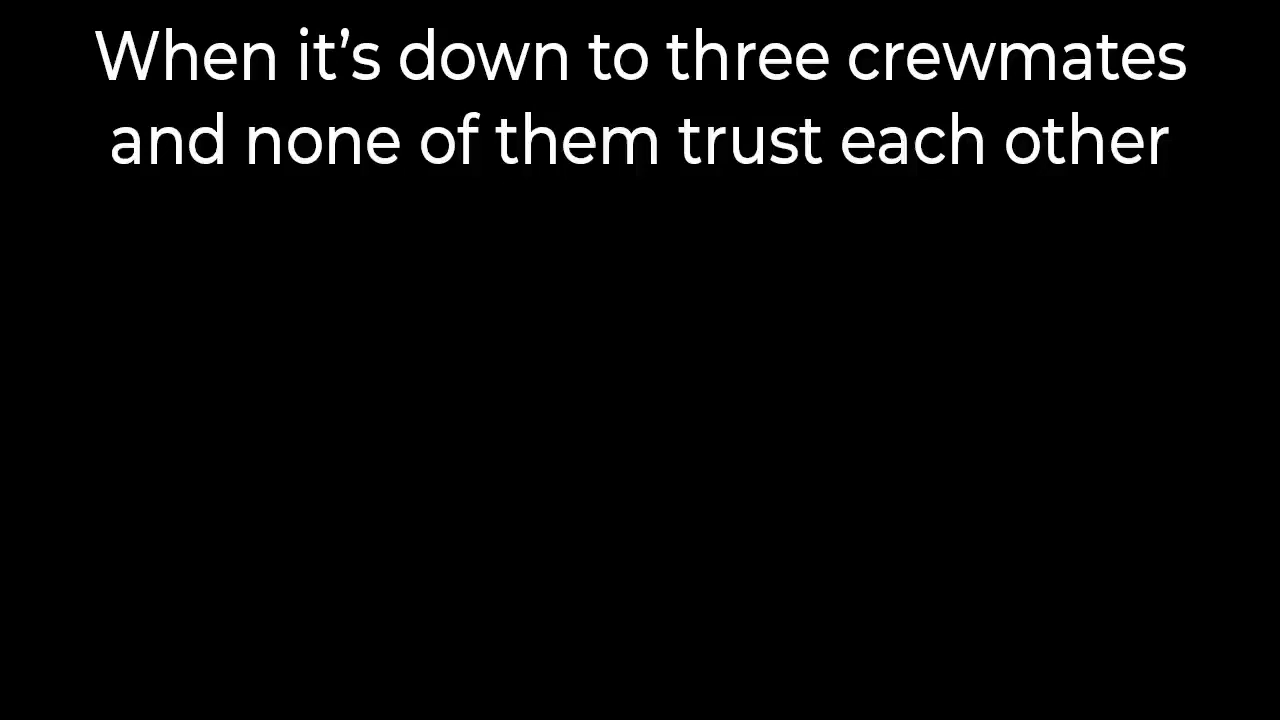 When it’s down to three crewmates
and none of them trust each other